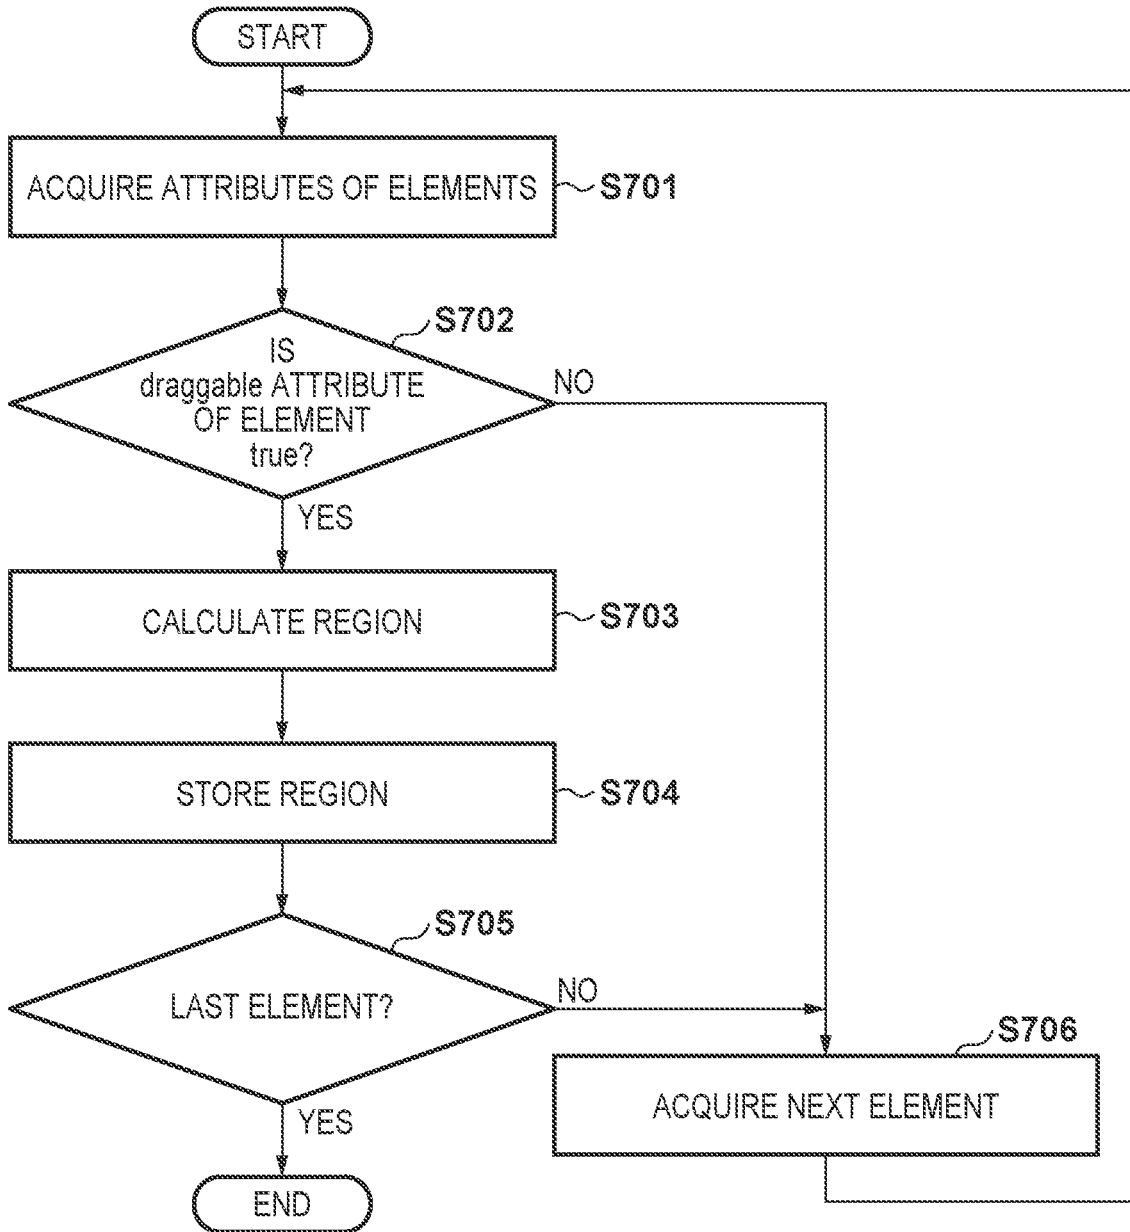 START
ACQUIRE ATTRIBUTES OF ELEMENTS
S701
S702
IS
draggable ATTRIBUTE
OF ELEMENT
true?
NO
YES
CALCULATE REGION
S703
STORE REGION
S704
S705
LAST ELEMENT?
NO
YES
S706
ACQUIRE NEXT ELEMENT
END